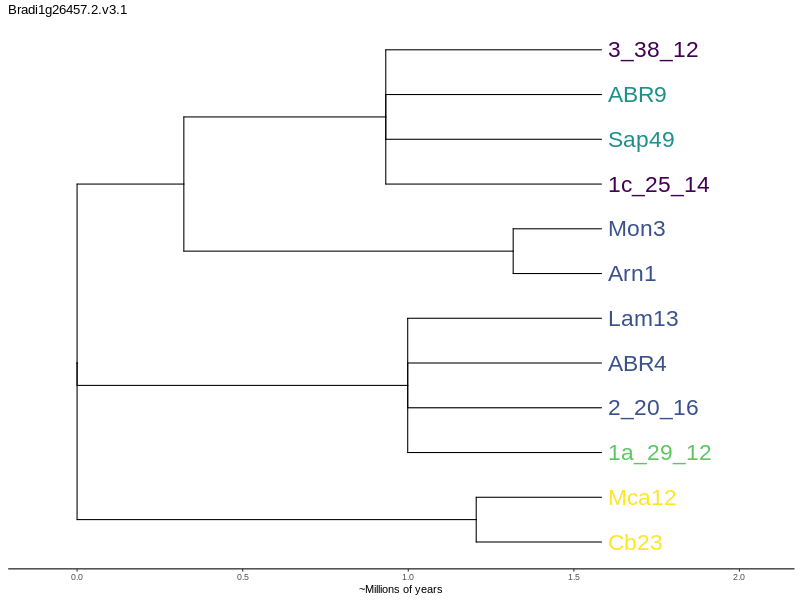 Bradi1g26457.2.v3.1
3_38_12
ABR9
Sap49
1c_25_14
Mon3
Arn1
Lam13
ABR4
2_20_16
1a_29_12
Mca12
Cb23
0.0 0.5 1.0 1.5 2.0
~Millions of years